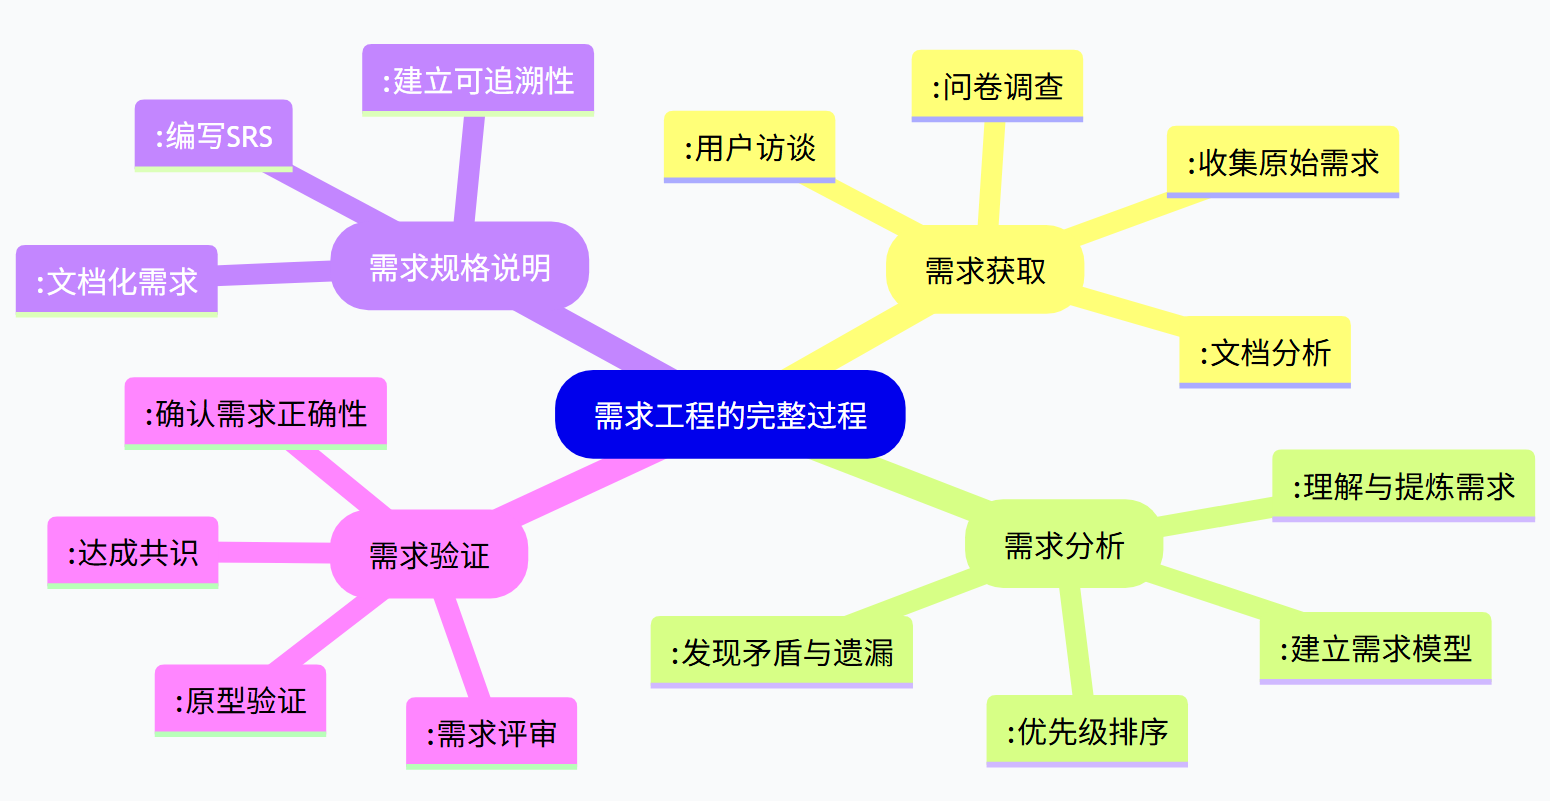 需求工程的完整过程
需求获取
:收集原始需求
:用户访谈
:问卷调查
:文档分析
需求分析
:理解与提炼需求
:建立需求模型
:优先级排序
:发现矛盾与遗漏
需求规格说明
:文档化需求
:编写SRS
:建立可追溯性
需求验证
:确认需求正确性
:达成共识
:原型验证
:需求评审